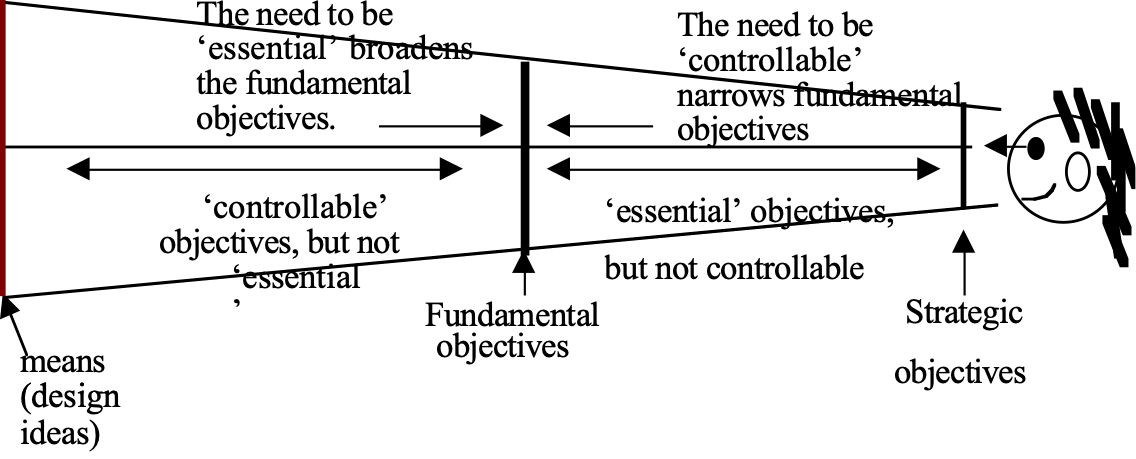 The need to be
‘essential’ broadens
the fundamental
objectives.
The need to be
‘controllable’
narrows fundamental
objectives
‘controllable’
objectives, but not
‘essential
’
‘essential’ objectives,
but not controllable
Fundamental
objectives
Strategic
objectives
means
(design
ideas)